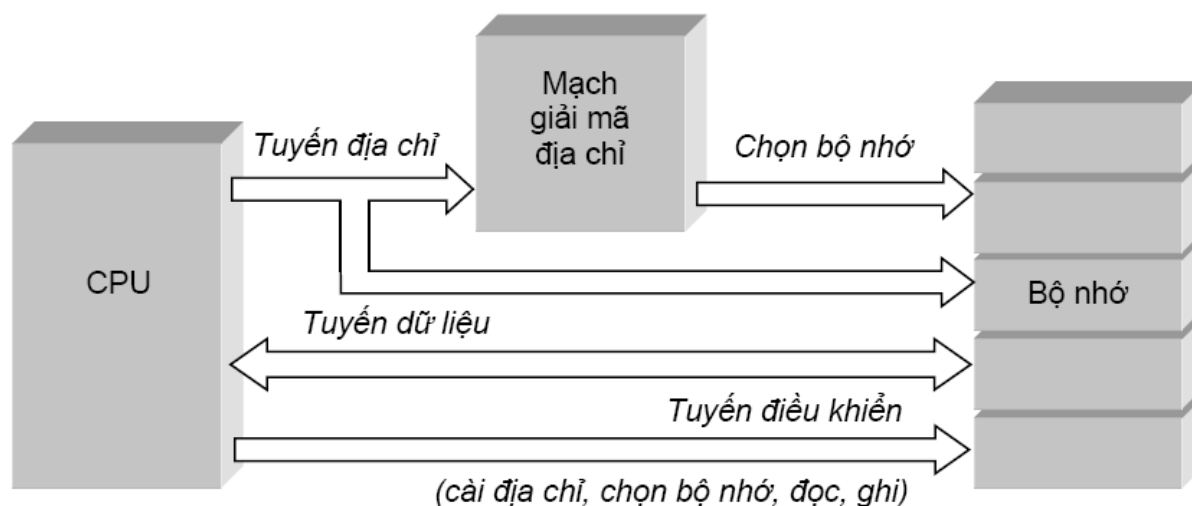 Mạch
giải mã
địa chỉ
Tuyến địa chỉ
Chọn bộ nhớ
CPU
Bộ nhớ
Tuyến dữ liệu
Tuyến điều khiển
(cài địa chỉ, chọn bộ nhớ, đọc, ghi)